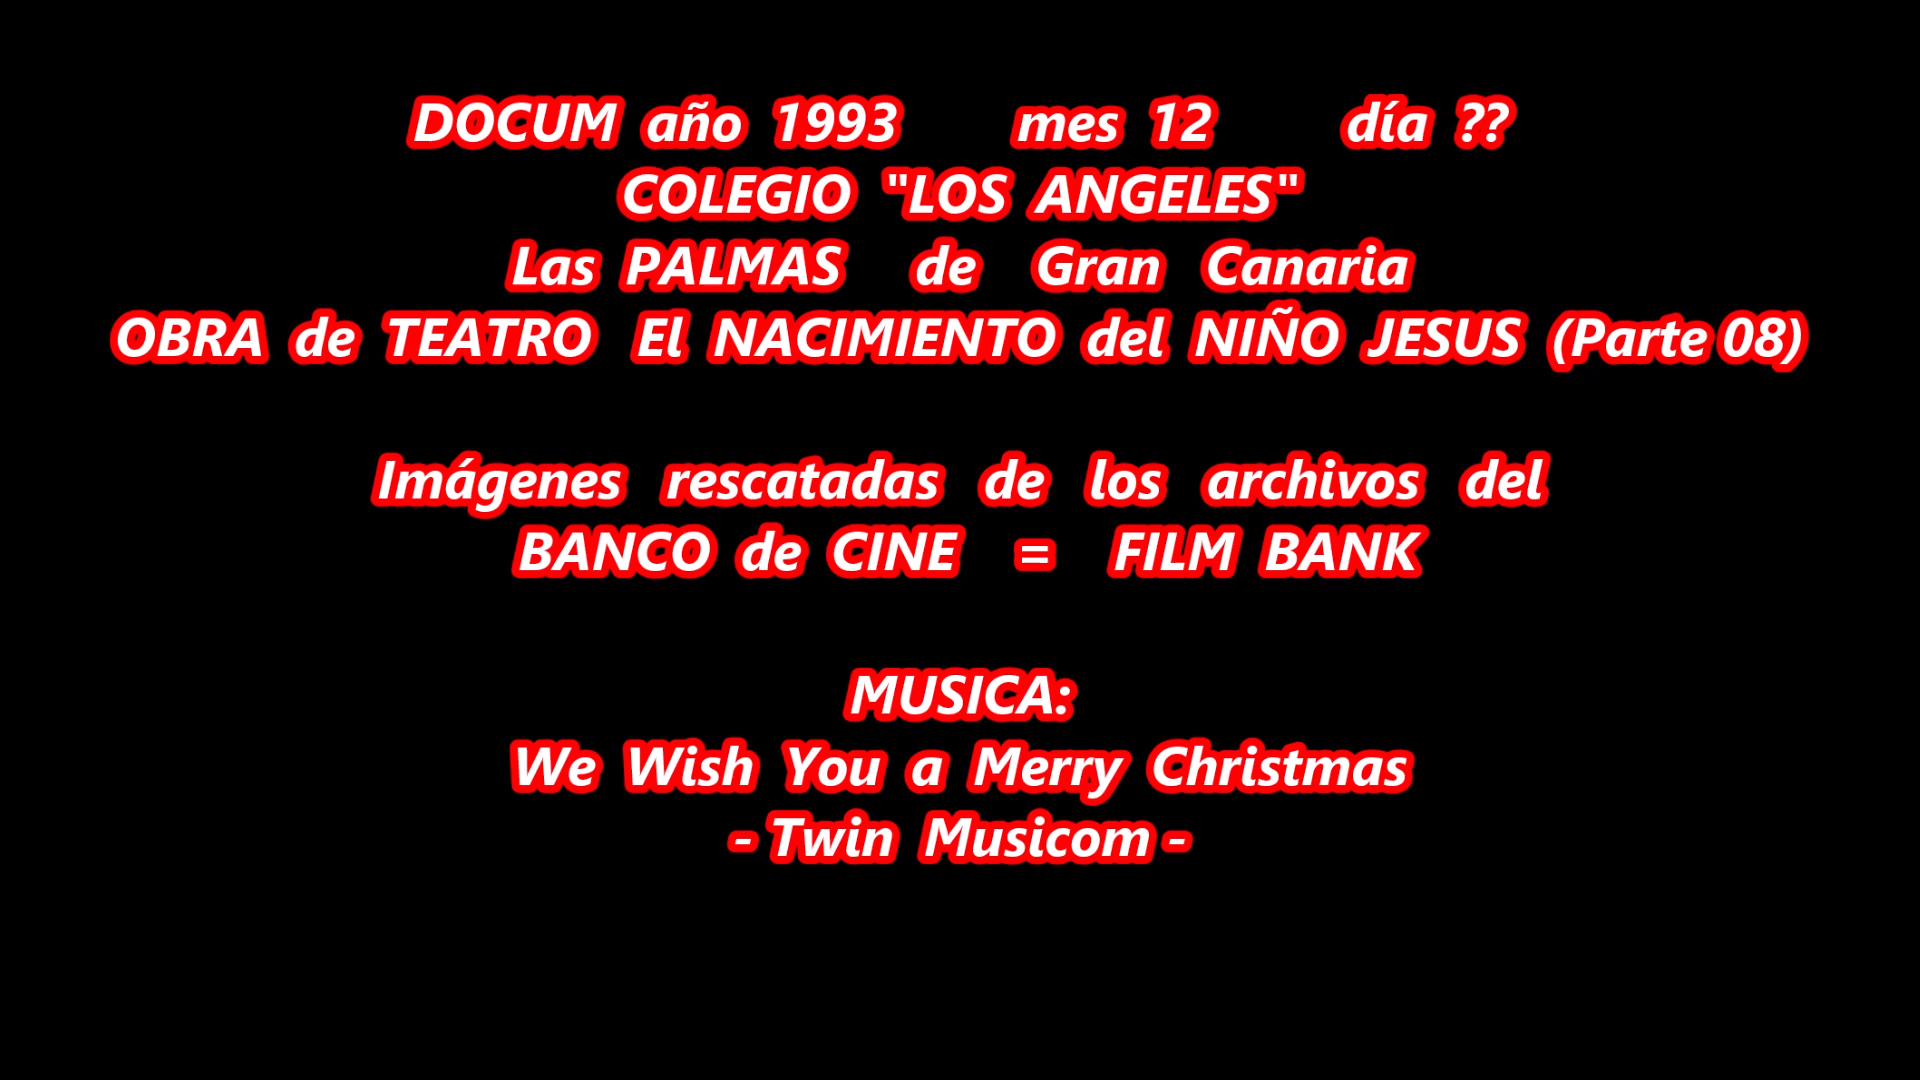 DOCUM año 1993 mes 12 día ??
COLEGIO "LOS ANGELES"
Las PALMAS de Gran Canaria
OBRA de TEATRO El NACIMIENTO del NIÑO JESUS (Parte 08)
Imágenes rescatadas de los archivos del
BANCO de CINE = FILM BANK
MUSICA:
We Wish You a Merry Christmas
- Twin Musicom -